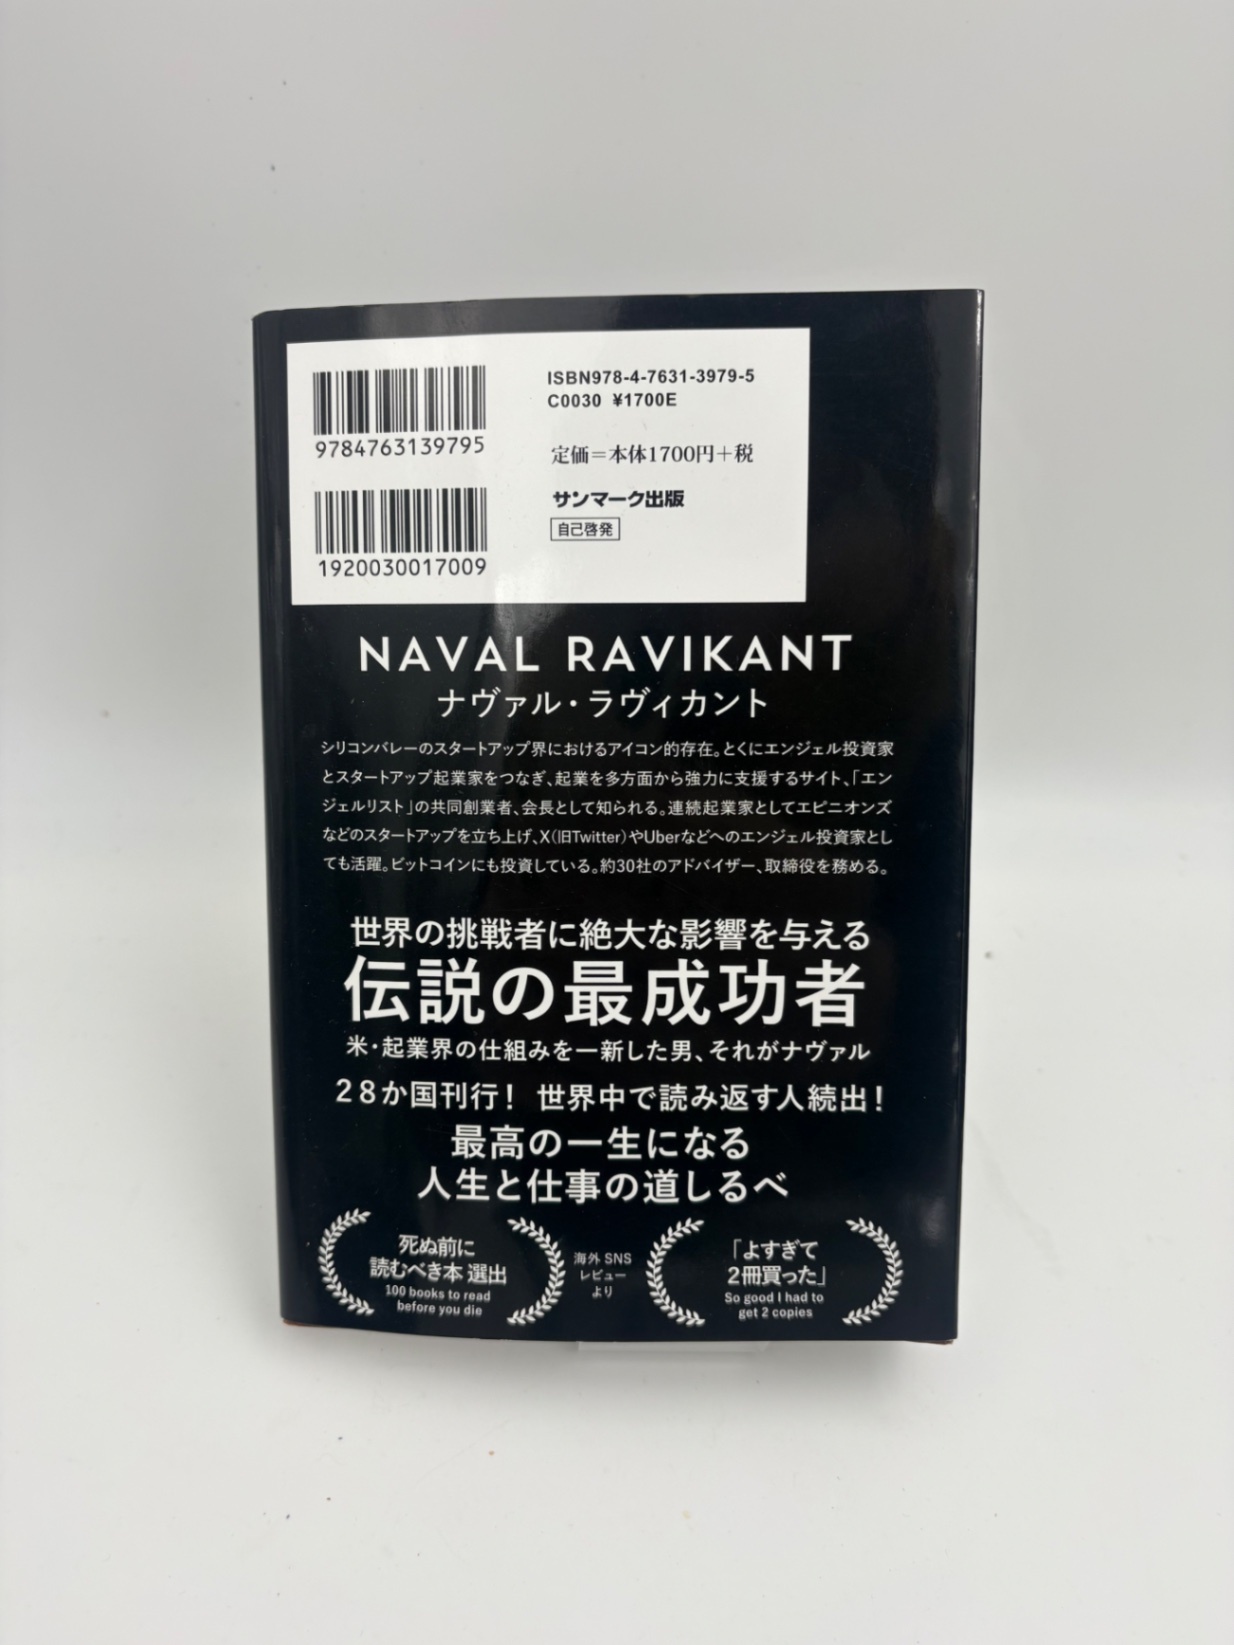 ISBN978-4-7631-3979-5
C0030 ¥1700E
9784763139795
定価＝本体1700円＋税
サンマーク出版
自己啓発
1920030017009
NAVAL RAVIKANT
ナヴァル・ラヴィカント
シリコンバレーのスタートアップ界におけるアイコン的存在。とくにエンジェル投資家
とスタートアップ起業家をつなぎ、起業を多方面から強力に支援するサイト、「エン
ジェルリスト」の共同創業者、会長として知られる。連続起業家としてエピニオンズ
などのスタートアップを立ち上げ、X（旧Twitter）やUberなどへのエンジェル投資家とし
ても活躍。ビットコインにも投資している。約30社のアドバイザー、取締役を務める。
世界の挑戦者に絶大な影響を与える
伝説の最成功者
米・起業界の仕組みを一新した男、それがナヴァル
28か国刊行！ 世界中で読み返す人続出！
最高の一生になる
人生と仕事の道しるべ
死ぬ前に
読むべき本 選出
100 books to read
before you die
海外 SNS
レビュー
より
「よすぎて
2冊買った」
So good I had to
get 2 copies